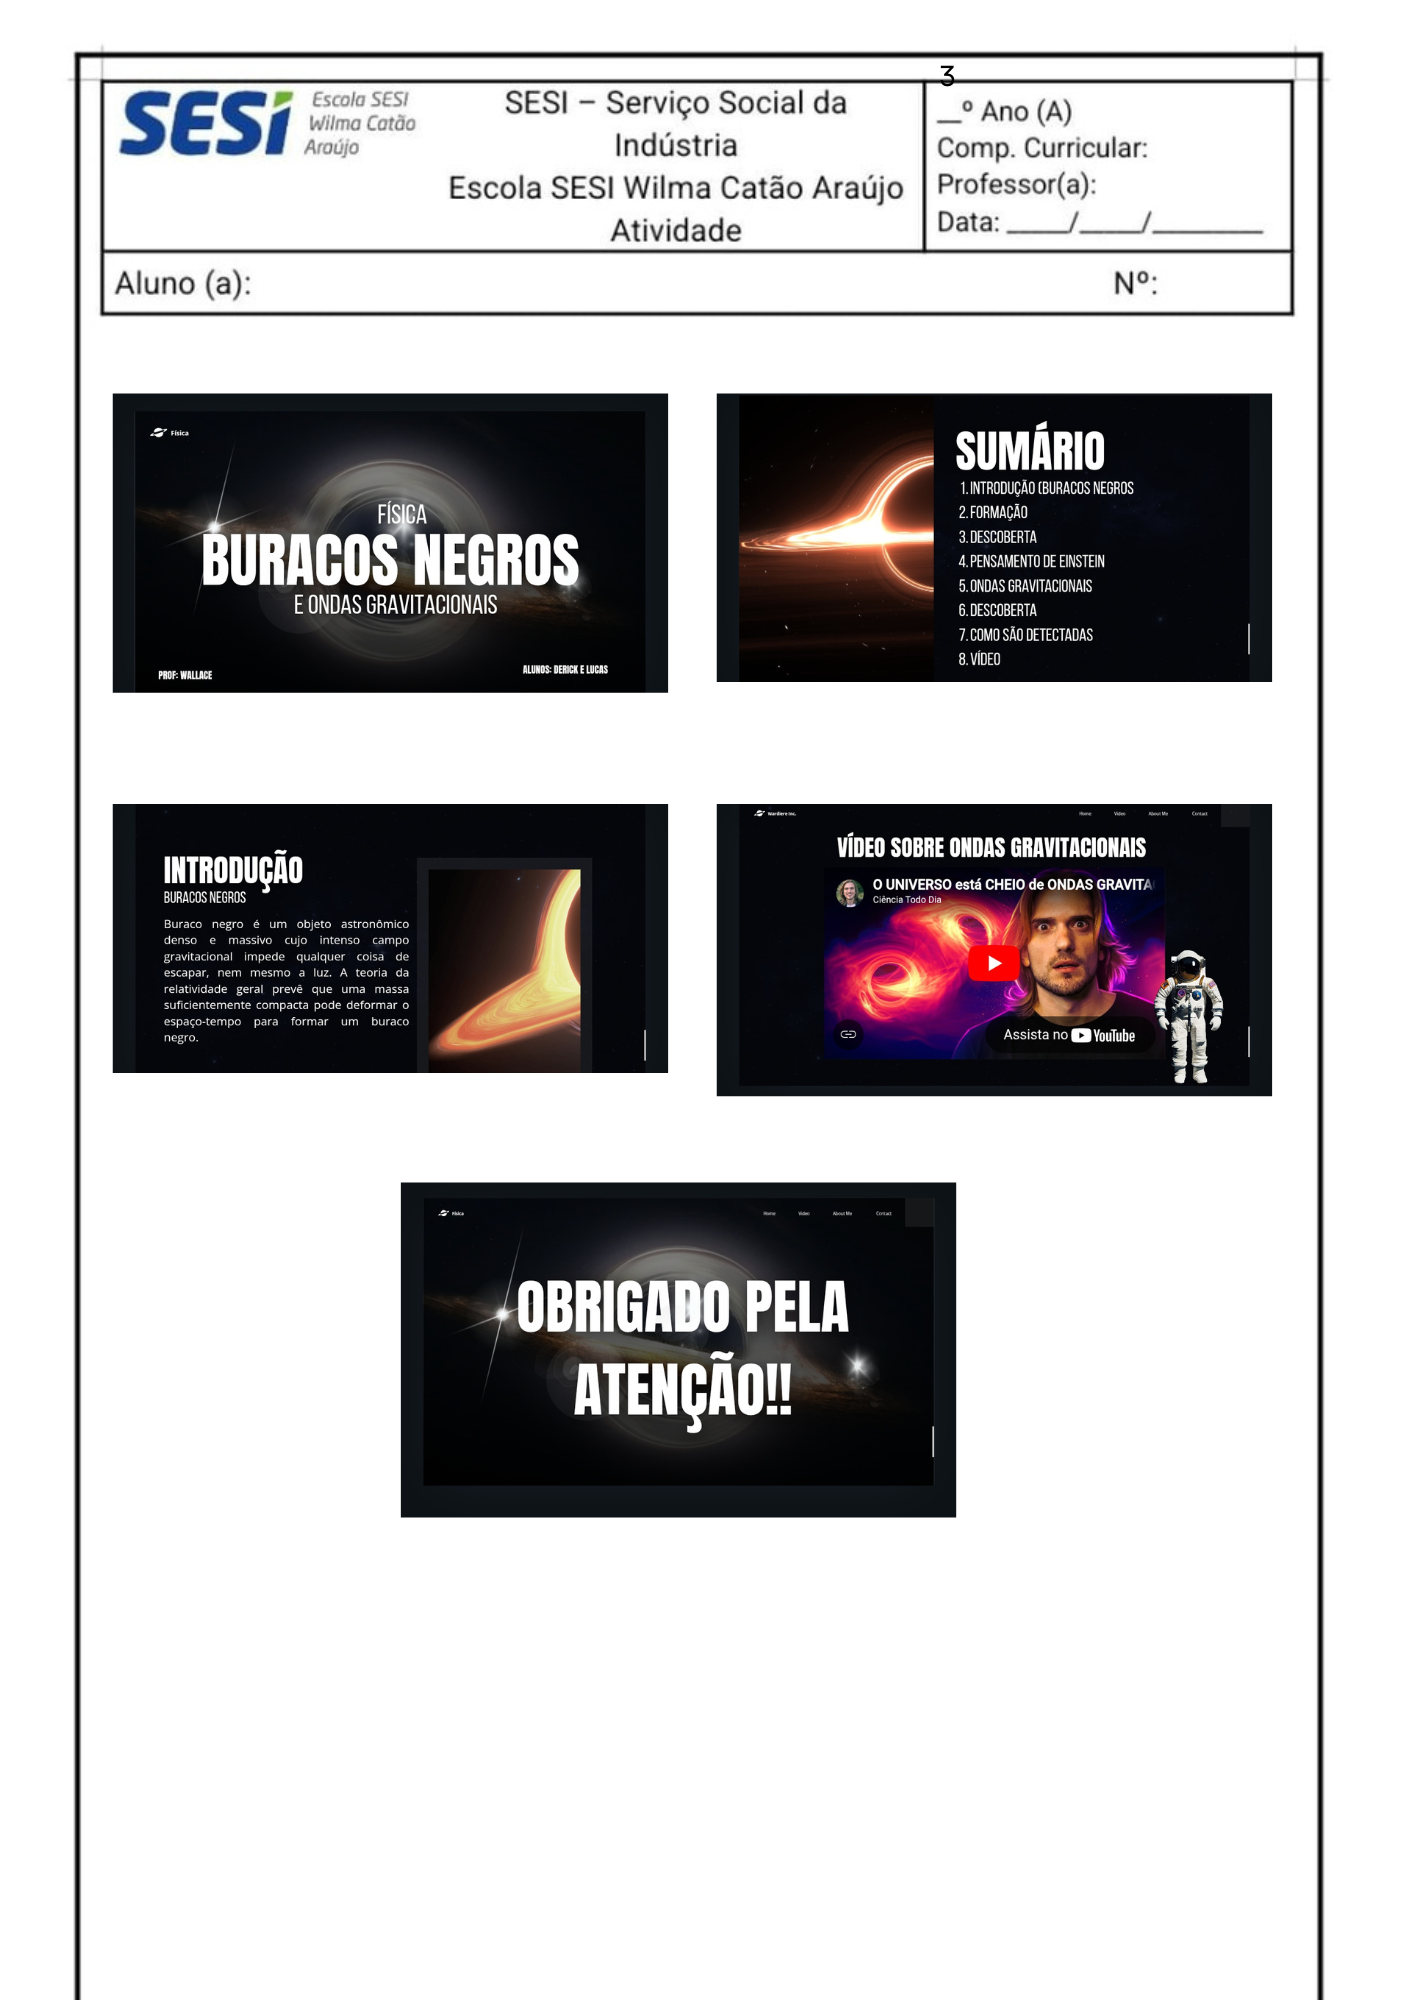 SESI
Escola SESI
Wilma Catão
Araújo
SESI – Serviço Social da
Indústria
Escola SESI Wilma Catão Araújo
Atividade
3
__º Ano (A)
Comp. Curricular:
Professor(a):
Data: _____/_____/________
Aluno (a):
Nº:
Física
FÍSICA
BURACOS NEGROS
E ONDAS GRAVITACIONAIS
PROF: WALLACE
ALUNOS: DERICK E LUCAS
SUMÁRIO
1. INTRODUÇÃO (BURACOS NEGROS
2. FORMAÇÃO
3. DESCOBERTA
4. PENSAMENTO DE EINSTEIN
5. ONDAS GRAVITACIONAIS
6. DESCOBERTA
7. COMO SÃO DETECTADAS
8. VÍDEO
INTRODUÇÃO
BURACOS NEGROS
Buraco negro é um objeto astronômico
denso e massivo cujo intenso campo
gravitacional impede qualquer coisa de
escapar, nem mesmo a luz. A teoria da
relatividade geral prevê que uma massa
suficientemente compacta pode deformar o
espaço-tempo para formar um buraco
negro.
Wardiere Inc.
Home Video About Me Contact
VÍDEO SOBRE ONDAS GRAVITACIONAIS
O UNIVERSO está CHEIO de ONDAS GRAVITA
Ciência Todo Dia
Assista no YouTube
Física
Home Video About Me Contact
OBRIGADO PELA
ATENÇÃO!!